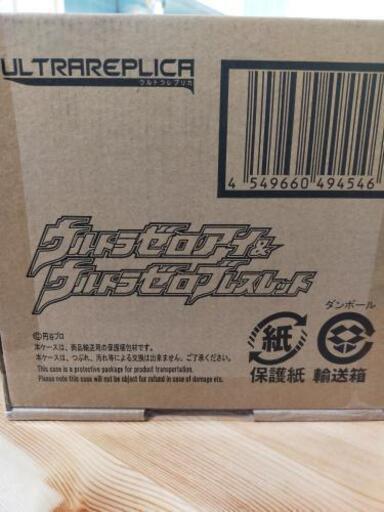 ULTRAREPLICA
ウルトラレプリカ
4 549660 494546
ウルトラゼロアイ&
ウルトラゼロブレスレット
©円谷プロ
本ケースは、商品輸送用の保護梱包材です。
本ケースは、つぶれ、汚れ等による交換は出来ません。ご了承ください。
This case is a protective package for product transportation.
Please note this case will not be object for refund in case of damage etc.
ダンボール
紙
保護紙 輸送箱